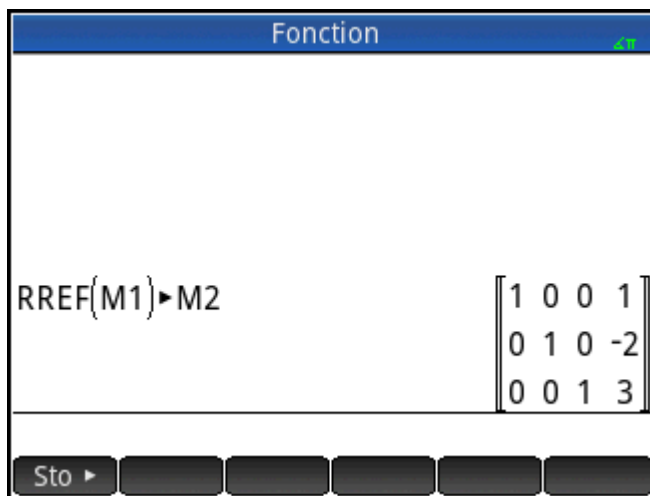 Fonction
∡π
RREF(M1)▶M2
1 0 0 1
0 1 0 -2
0 0 1 3
Sto ▶